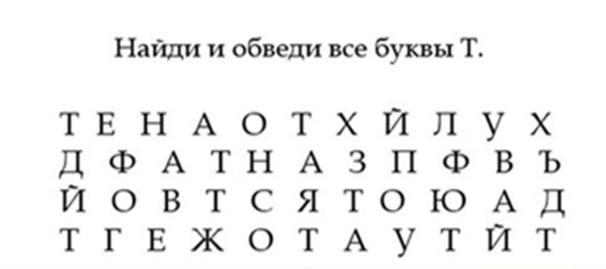 Найди и обведи все буквы Т.
Т Е Н А О Т Х Й Л У Х
Д Ф А Т Н А З П Ф В Ъ
Й О В Т С Я Т О Ю А Д
Т Г Е Ж О Т А У Т Й Т